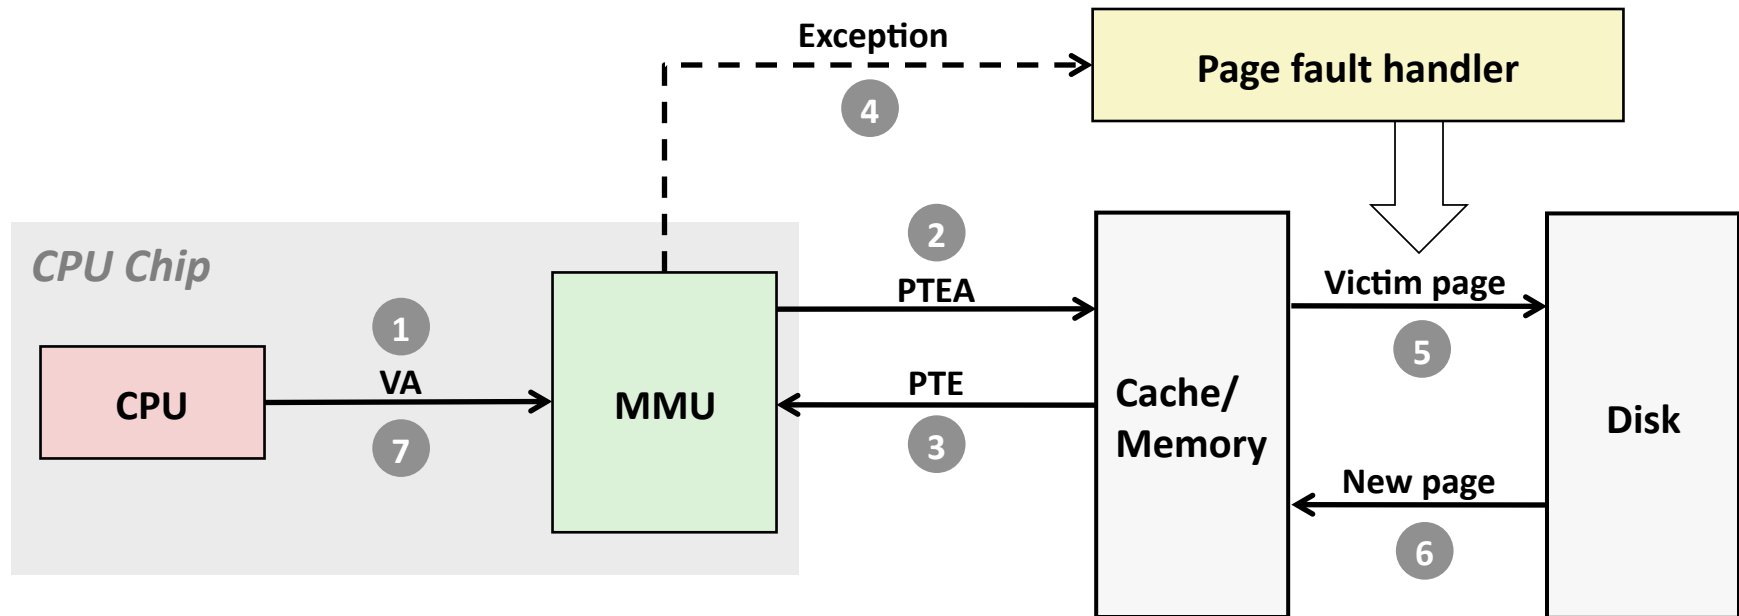 Exception
Page fault handler
4
2
CPU Chip
PTEA
Victim page
1
5
VA
CPU
MMU
PTE
Cache/
Memory
Disk
7
3
New page
6